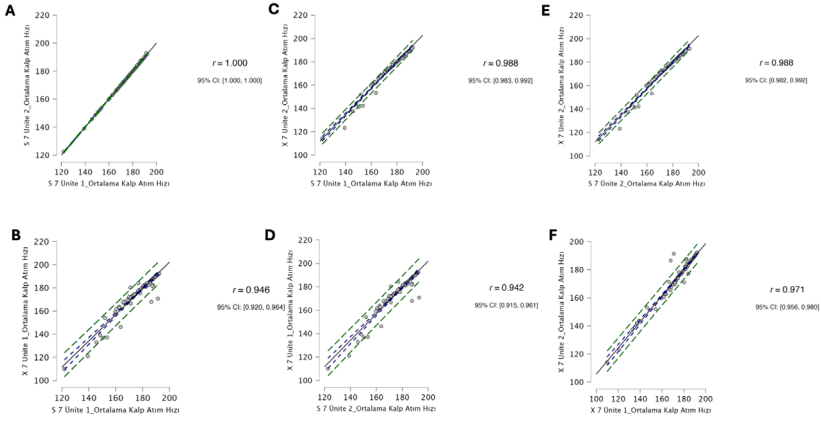 A
S 7 Ünite 2_Ortalama Kalp Atım Hızı
220
200
180
160
140
120
120 140 160 180 200
S 7 Ünite 1_Ortalama Kalp Atım Hızı
r = 1.000
95% CI: [1.000, 1.000]
C
X 7 Ünite 2_Ortalama Kalp Atım Hızı
220
200
180
160
140
120
100
120 140 160 180 200
S 7 Ünite 1_Ortalama Kalp Atım Hızı
r = 0.988
95% CI: [0.983, 0.992]
E
X 7 Ünite 2_Ortalama Kalp Atım Hızı
220
200
180
160
140
120
100
120 140 160 180 200
S 7 Ünite 2_Ortalama Kalp Atım Hızı
r = 0.988
95% CI: [0.982, 0.992]
B
X 7 Ünite 1_Ortalama Kalp Atım Hızı
220
200
180
160
140
120
100
120 140 160 180 200
S 7 Ünite 1_Ortalama Kalp Atım Hızı
r = 0.946
95% CI: [0.920, 0.964]
D
X 7 Ünite 1_Ortalama Kalp Atım Hızı
220
200
180
160
140
120
100
120 140 160 180 200
S 7 Ünite 2_Ortalama Kalp Atım Hızı
r = 0.942
95% CI: [0.915, 0.961]
F
X 7 Ünite 2_Ortalama Kalp Atım Hızı
200
180
160
140
120
100
100 120 140 160 180 200
X 7 Ünite 1_Ortalama Kalp Atım Hızı
r = 0.971
95% CI: [0.956, 0.980]